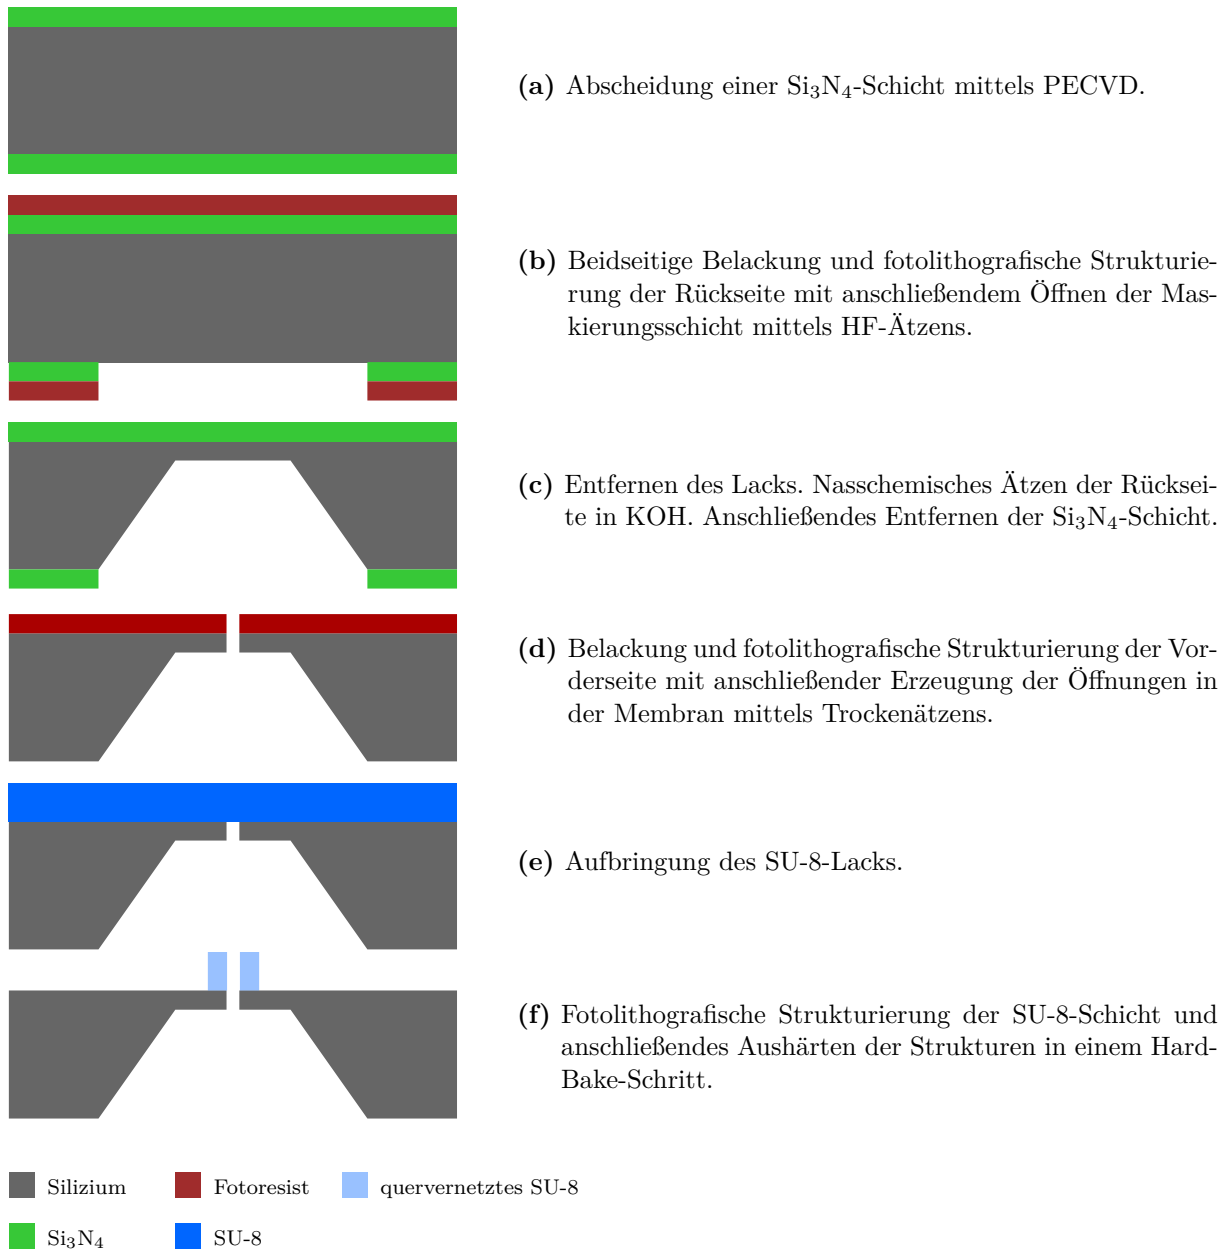 (a) Abscheidung einer Si₃N₄-Schicht mittels PECVD.
(b) Beidseitige Belackung und fotolithografische Strukturie-
rung der Rückseite mit anschließendem Öffnen der Mas-
kierungsschicht mittels HF-Ätzens.
(c) Entfernen des Lacks. Nasschemisches Ätzen der Rücksei-
te in KOH. Anschließendes Entfernen der Si₃N₄-Schicht.
(d) Belackung und fotolithografische Strukturierung der Vor-
derseite mit anschließender Erzeugung der Öffnungen in
der Membran mittels Trockenätzens.
(e) Aufbringung des SU-8-Lacks.
(f) Fotolithografische Strukturierung der SU-8-Schicht und
anschließendes Aushärten der Strukturen in einem Hard-
Bake-Schritt.
Silizium Fotoresist quervernetztes SU-8
Si₃N₄ SU-8